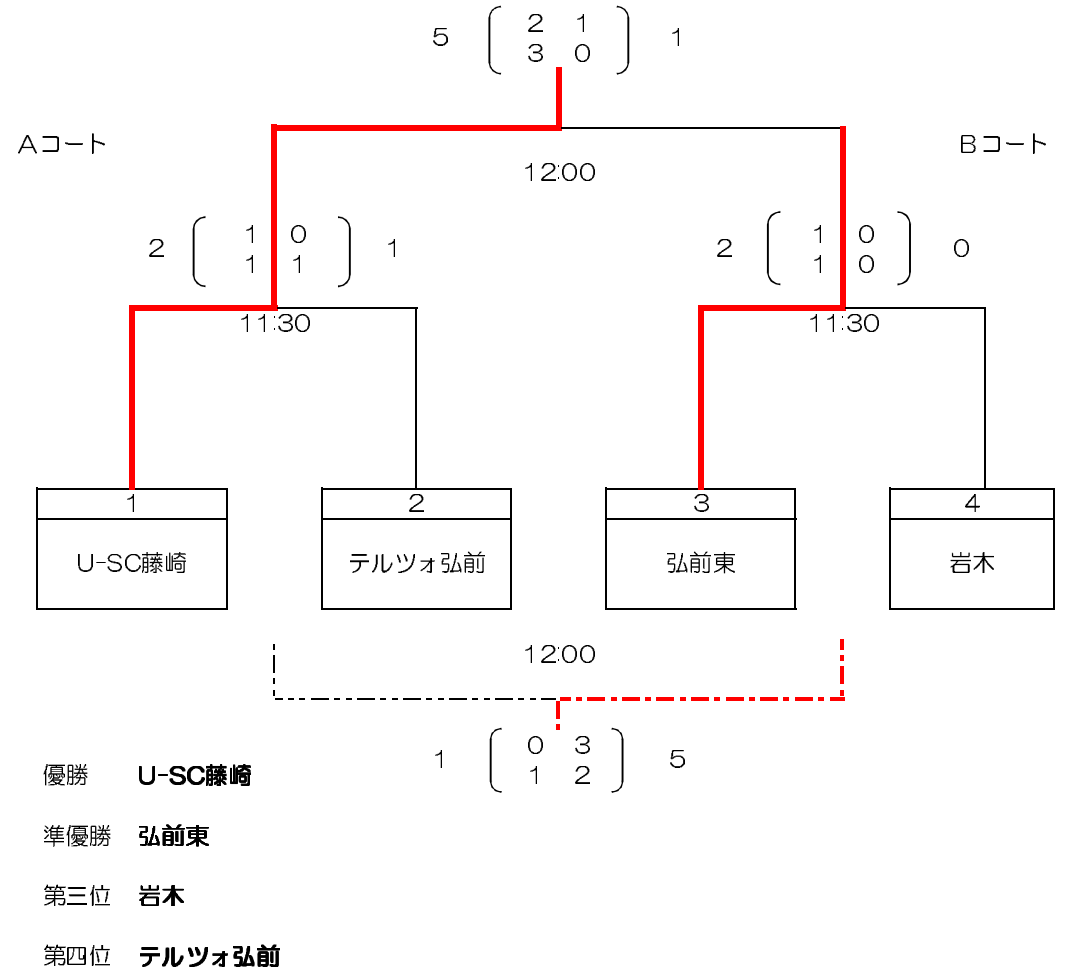 5 2 1 1
3 0
Aコート Bコート
12:00
2 1 0 1 2 1 0 0
1 1 1 0
11:30 11:30
1 2 3 4
U-SC藤崎 テルツォ弘前 弘前東 岩木
12:00
1 0 3 5
1 2
優勝 U-SC藤崎
準優勝 弘前東
第三位 岩木
第四位 テルツォ弘前